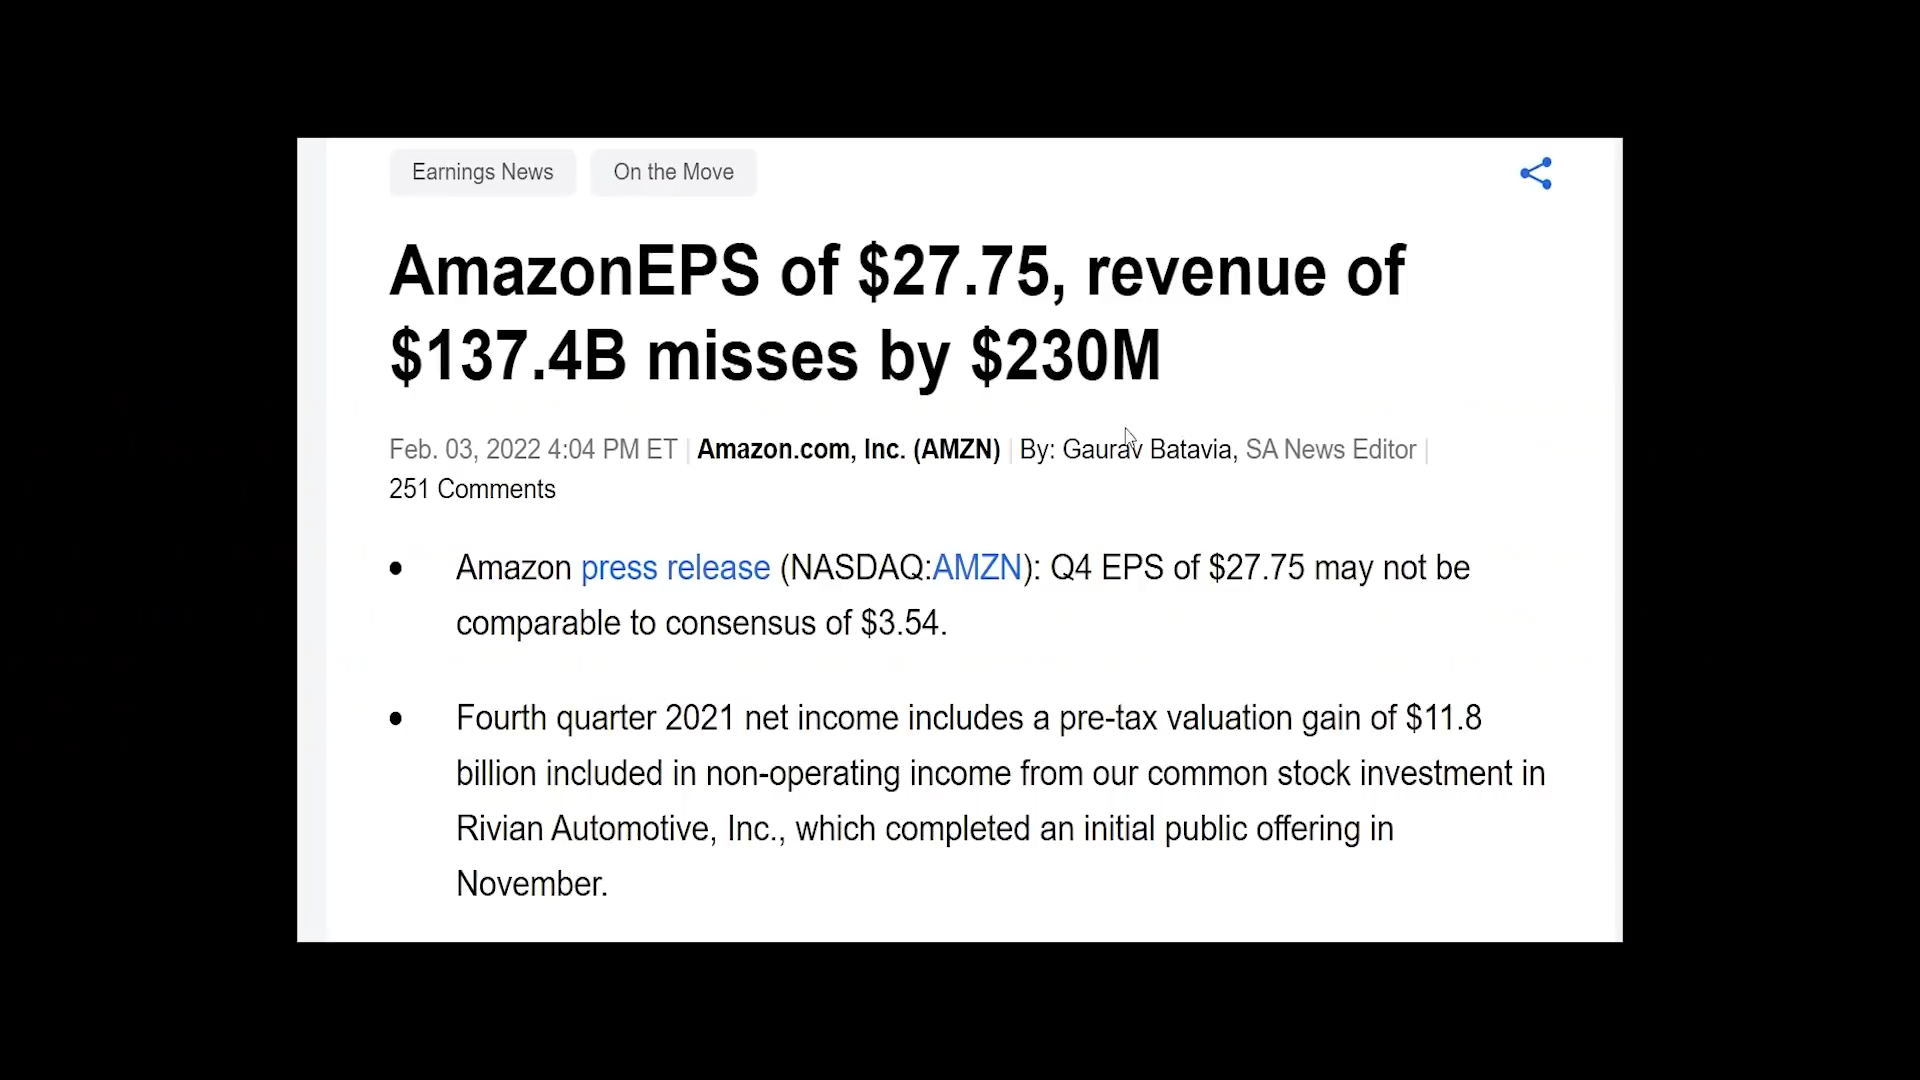 Earnings News On the Move
AmazonEPS of $27.75, revenue of
$137.4B misses by $230M
Feb. 03, 2022 4:04 PM ET | Amazon.com, Inc. (AMZN) | By: Gaurav Batavia, SA News Editor |
251 Comments
• Amazon press release (NASDAQ:AMZN): Q4 EPS of $27.75 may not be
comparable to consensus of $3.54.
• Fourth quarter 2021 net income includes a pre-tax valuation gain of $11.8
billion included in non-operating income from our common stock investment in
Rivian Automotive, Inc., which completed an initial public offering in
November.